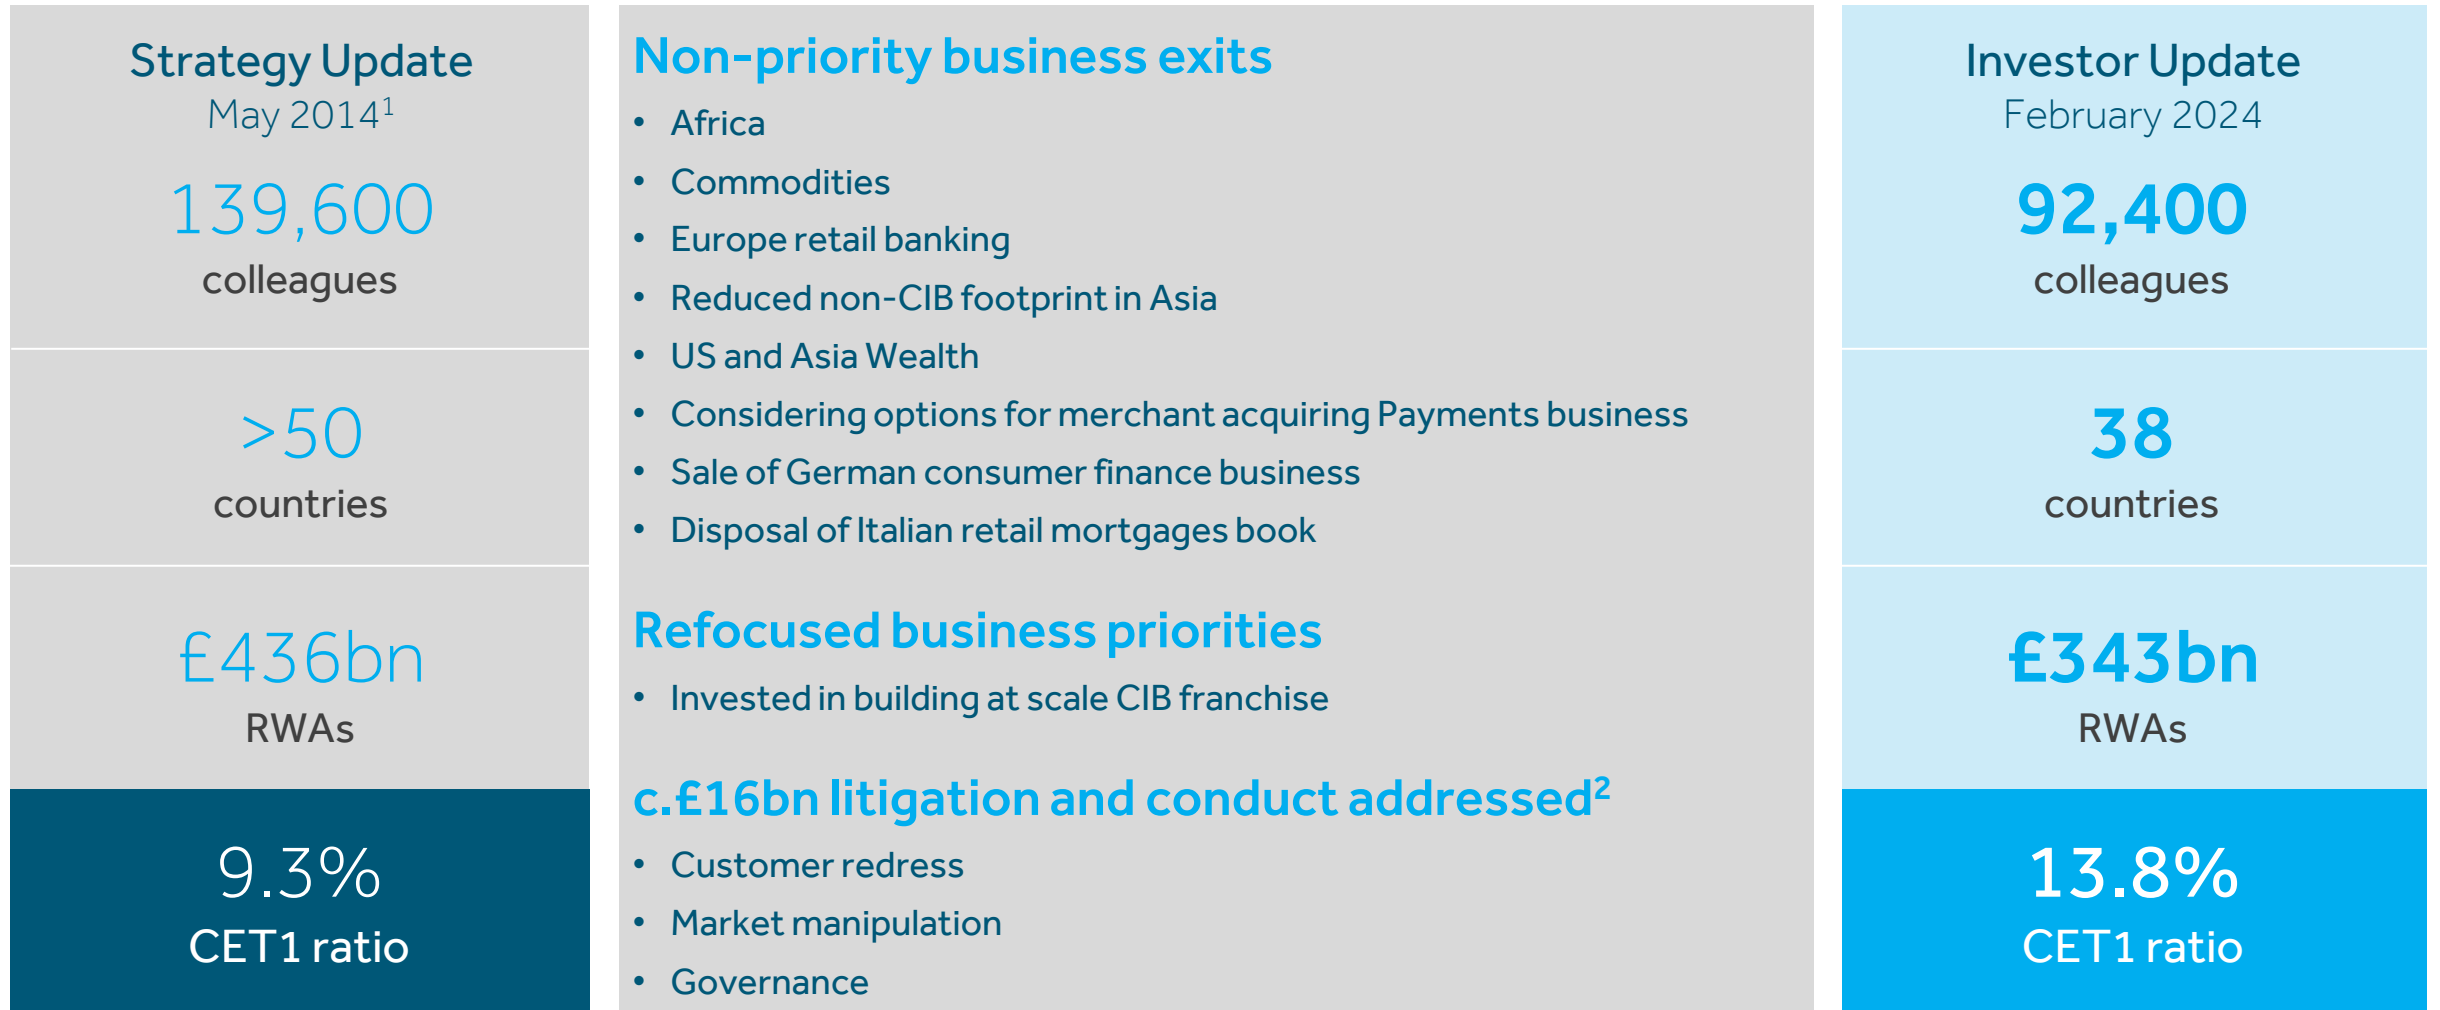 Strategy Update
May 2014¹
139,600
colleagues
>50
countries
£436bn
RWAs
9.3%
CET1 ratio
Non-priority business exits
• Africa
• Commodities
• Europe retail banking
• Reduced non-CIB footprint in Asia
• US and Asia Wealth
• Considering options for merchant acquiring Payments business
• Sale of German consumer finance business
• Disposal of Italian retail mortgages book
Refocused business priorities
• Invested in building at scale CIB franchise
c.£16bn litigation and conduct addressed²
• Customer redress
• Market manipulation
• Governance
Investor Update
February 2024
92,400
colleagues
38
countries
£343bn
RWAs
13.8%
CET1 ratio